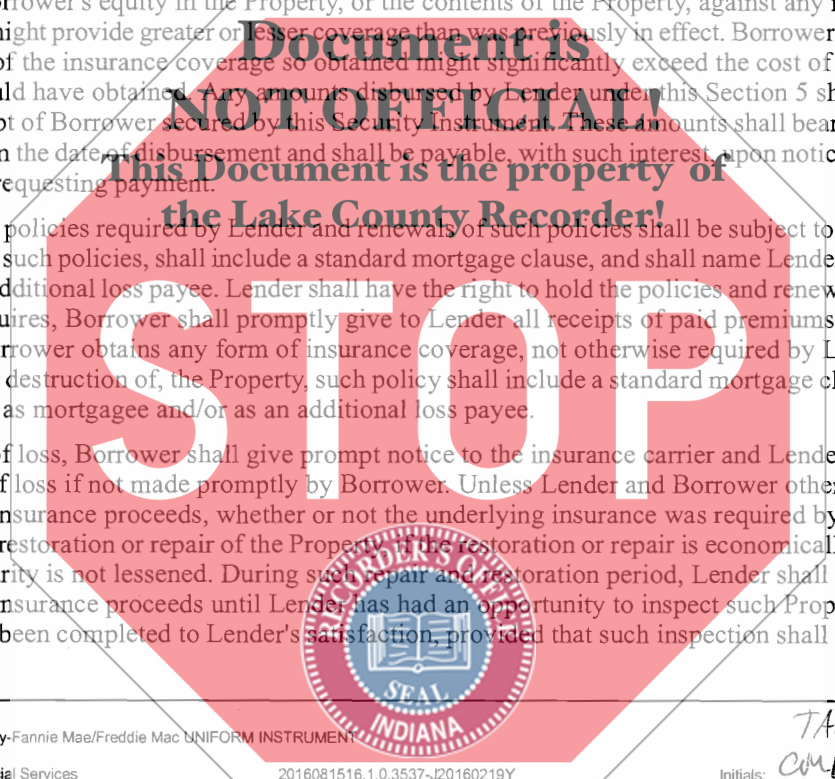 rrower's equity in the Property, or the contents of the Property, against any
ight provide greater or lesser coverage than was previously in effect. Borrower
Document is
of the insurance coverage so obtained might significantly exceed the cost of
ld have obtained. Any amounts disbursed by Lender under this Section 5 sh
NOT OFFICIAL!
bt of Borrower secured by this Security Instrument. These amounts shall bear
n the date of disbursement and shall be payable, with such interest, upon notic
This Document is the property of
equesting payment.
the Lake County Recorder!
policies required by Lender and renewals of such policies shall be subject to
such policies, shall include a standard mortgage clause, and shall name Lende
dditional loss payee. Lender shall have the right to hold the policies and renew
uires, Borrower shall promptly give to Lender all receipts of paid premiums
rrower obtains any form of insurance coverage, not otherwise required by L
destruction of, the Property, such policy shall include a standard mortgage cl
as mortgagee and/or as an additional loss payee.
STOP
of loss, Borrower shall give prompt notice to the insurance carrier and Lende
f loss if not made promptly by Borrower. Unless Lender and Borrower other
nsurance proceeds, whether or not the underlying insurance was required by
restoration or repair of the Property, if the restoration or repair is economical
rity is not lessened. During such repair and restoration period, Lender shall
nsurance proceeds until Lender has had an opportunity to inspect such Prop
been completed to Lender's satisfaction, provided that such inspection shall
RECORDER'S OFFICE
SEAL
INDIANA
y-Fannie Mae/Freddie Mac UNIFORM INSTRUMENT
TA
ial Services
2016081516.1.0.3537-J20160219Y
Initials: